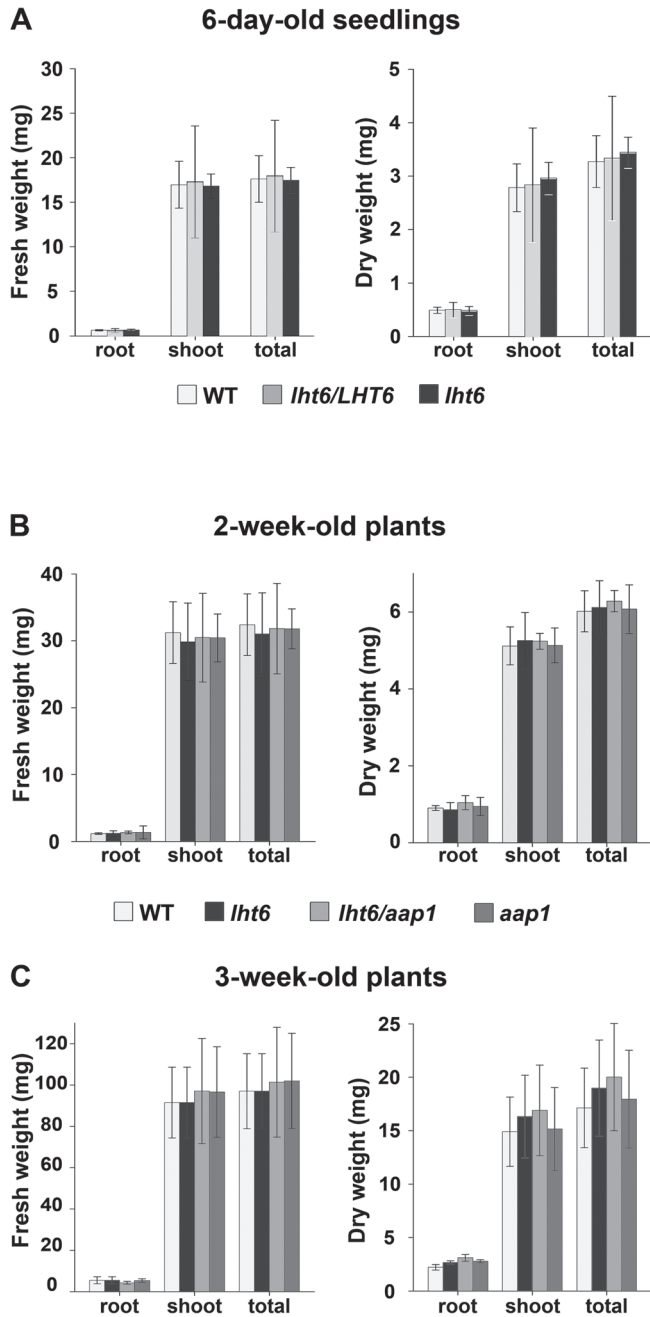 A 6-day-old seedlings
Fresh weight (mg)
30
25
20
15
10
5
0
root shoot total
Dry weight (mg)
5
4
3
2
1
0
root shoot total
WT lht6/LHT6 lht6
B 2-week-old plants
Fresh weight (mg)
40
30
20
10
0
root shoot total
Dry weight (mg)
6
4
2
0
root shoot total
WT lht6 lht6/aap1 aap1
C 3-week-old plants
Fresh weight (mg)
120
100
80
60
40
20
0
root shoot total
Dry weight (mg)
25
20
15
10
5
0
root shoot total